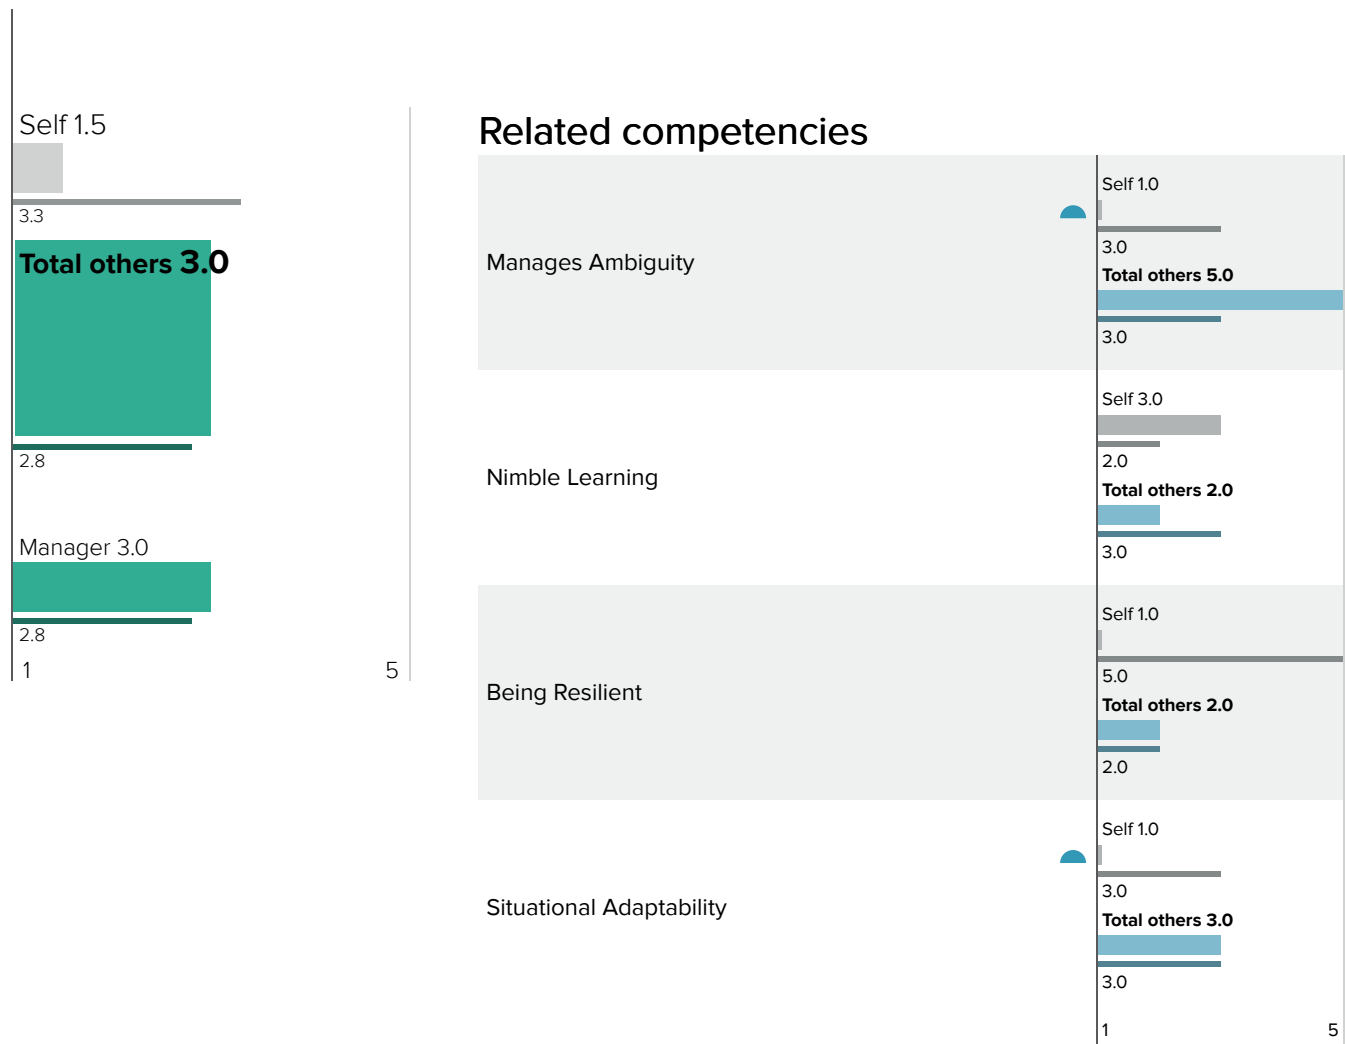 Self 1.5
3.3
Total others 3.0
2.8
Manager 3.0
2.8
1 5
Related competencies
Manages Ambiguity
Self 1.0
3.0
Total others 5.0
3.0
Nimble Learning
Self 3.0
2.0
Total others 2.0
3.0
Being Resilient
Self 1.0
5.0
Total others 2.0
2.0
Situational Adaptability
Self 1.0
3.0
Total others 3.0
3.0
1 5